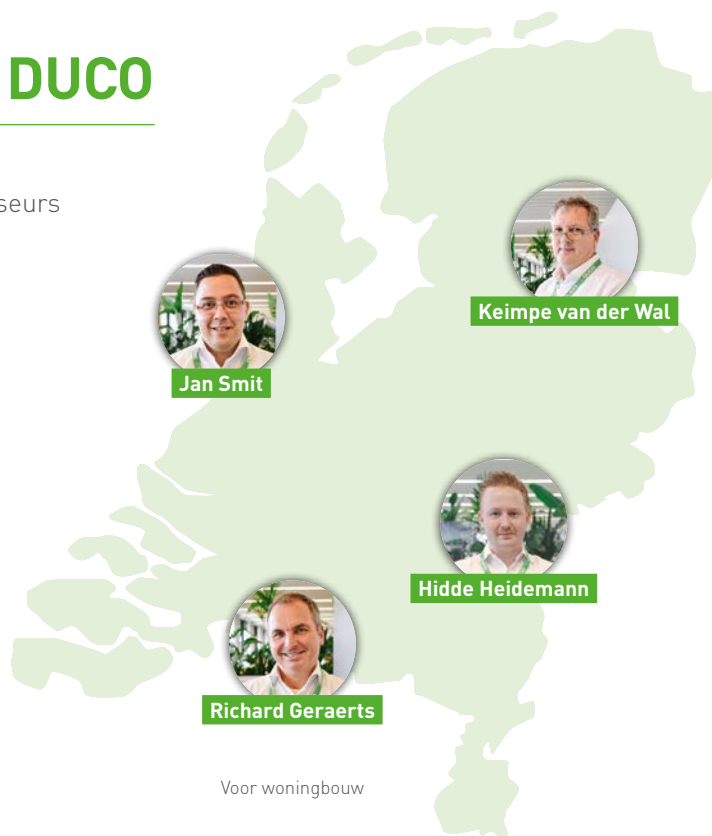 DUCO
seurs
Keimpe van der Wal
Jan Smit
Hidde Heidemann
Richard Geraerts
Voor woningbouw